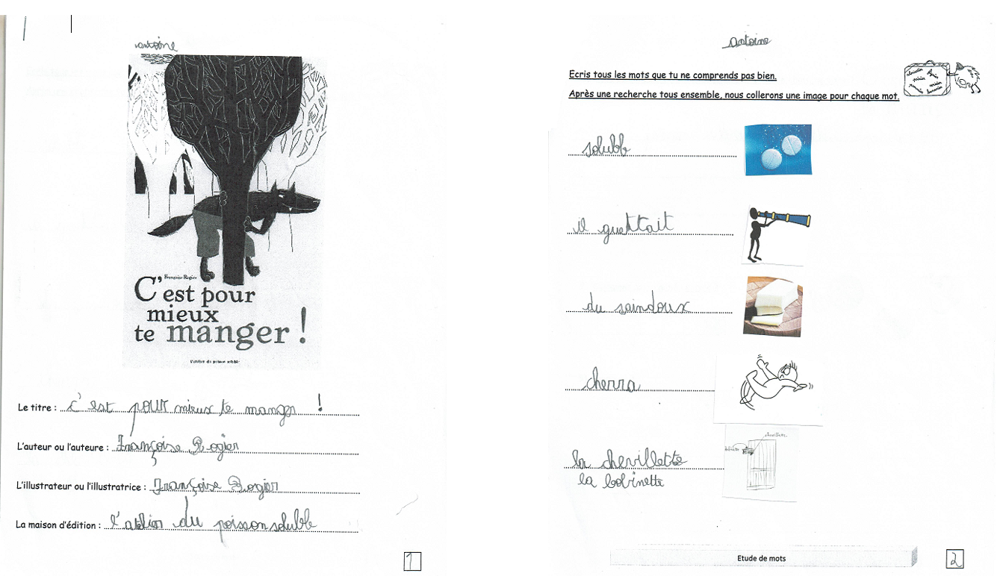 antoine
Françoise Rogier
C'est pour
mieux
te manger !
L'atelier du poisson soluble
Le titre : c'est pour mieux te manger !
L'auteur ou l'auteure : Françoise Rogier
L'illustrateur ou l'illustratrice : Françoise Rogier
La maison d'édition : l'atelier du poisson soluble
1
antoine
Ecris tous les mots que tu ne comprends pas bien.
Après une recherche tous ensemble, nous collerons une image pour chaque mot.
soluble
il guettait
du saindoux
cherra
la chevillette
la bobinette
Etude de mots
2